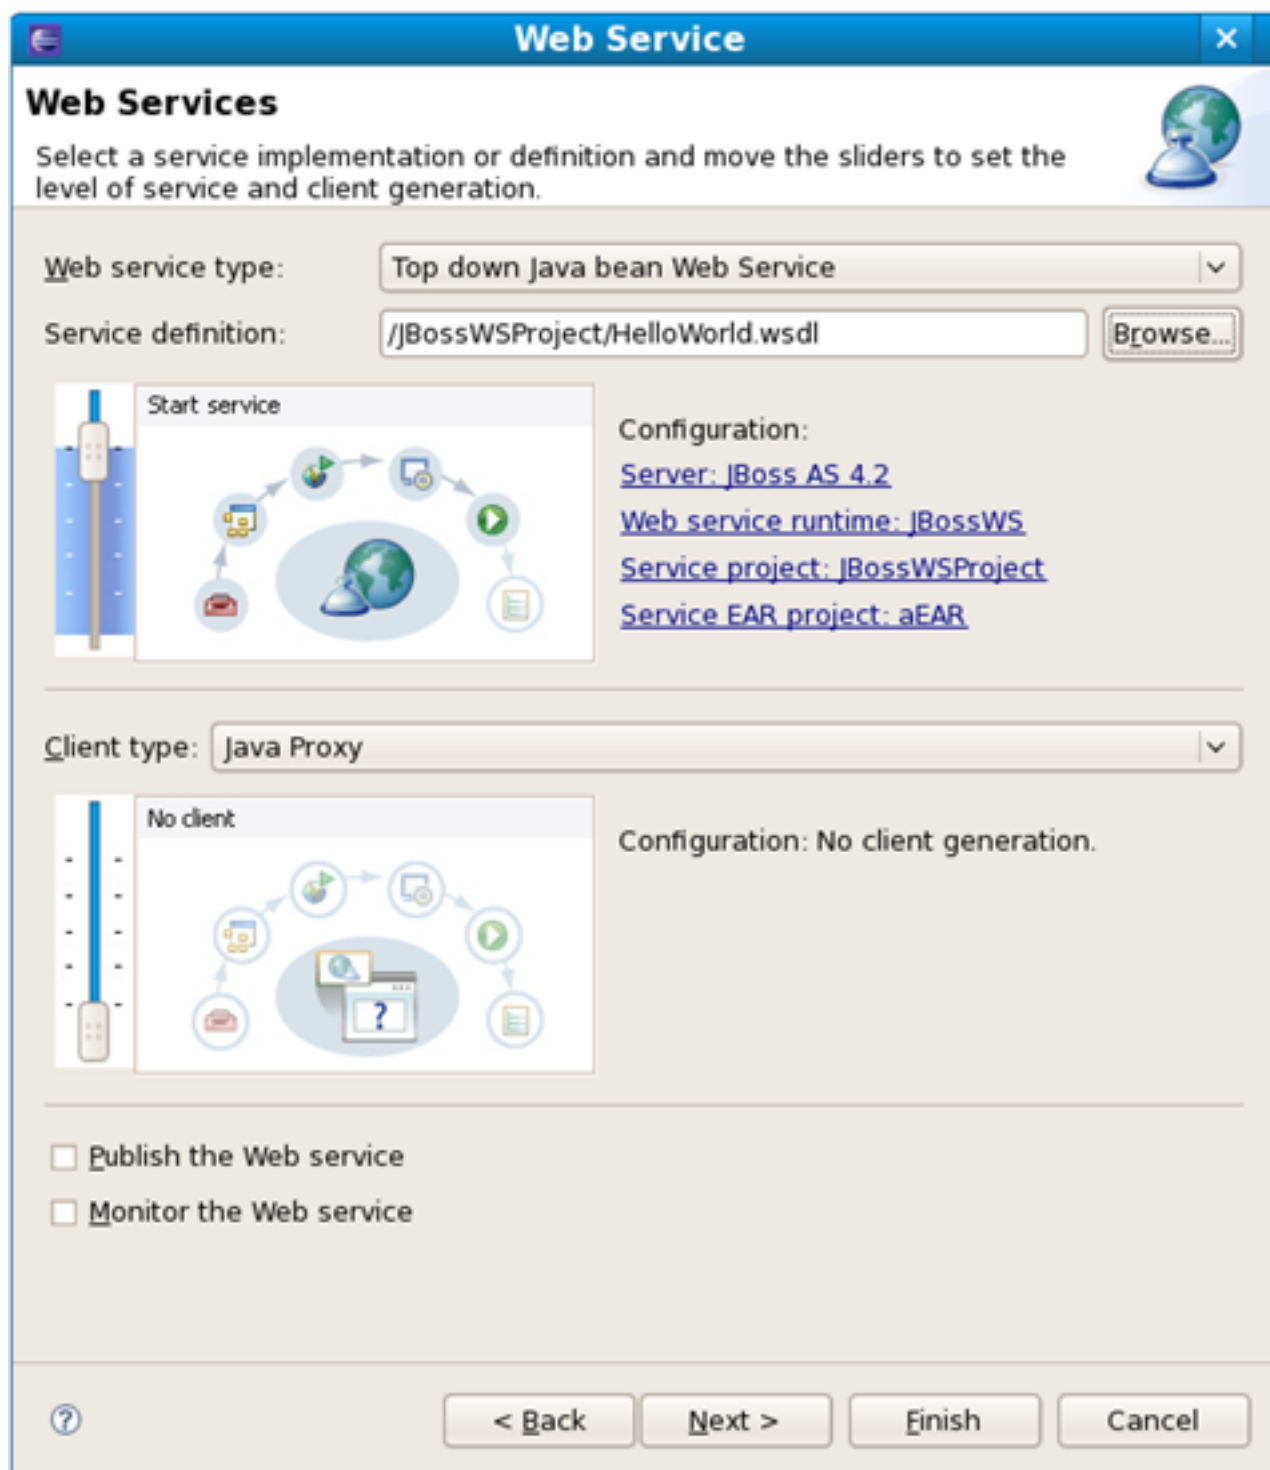 Web Service
Web Services
Select a service implementation or definition and move the sliders to set the
level of service and client generation.
Web service type: Top down Java bean Web Service
Service definition: /JBossWSProject/HelloWorld.wsdl Browse...
Start service
Configuration:
Server: JBoss AS 4.2
Web service runtime: JBossWS
Service project: JBossWSProject
Service EAR project: aEAR
Client type: Java Proxy
No client
Configuration: No client generation.
?
Publish the Web service
Monitor the Web service
? < Back Next > Finish Cancel